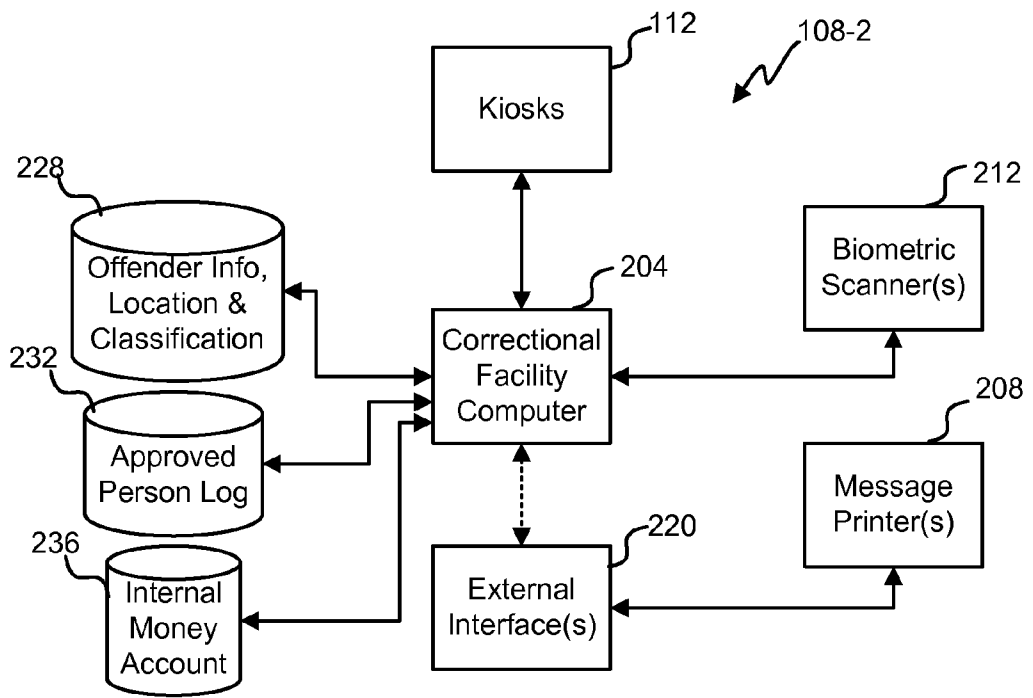 112
108-2
Kiosks
228
212
Offender Info,
Location &
Classification
204
Biometric
Scanner(s)
232
Correctional
Facility
Computer
208
Approved
Person Log
Message
Printer(s)
236
220
Internal
Money
Account
External
Interface(s)